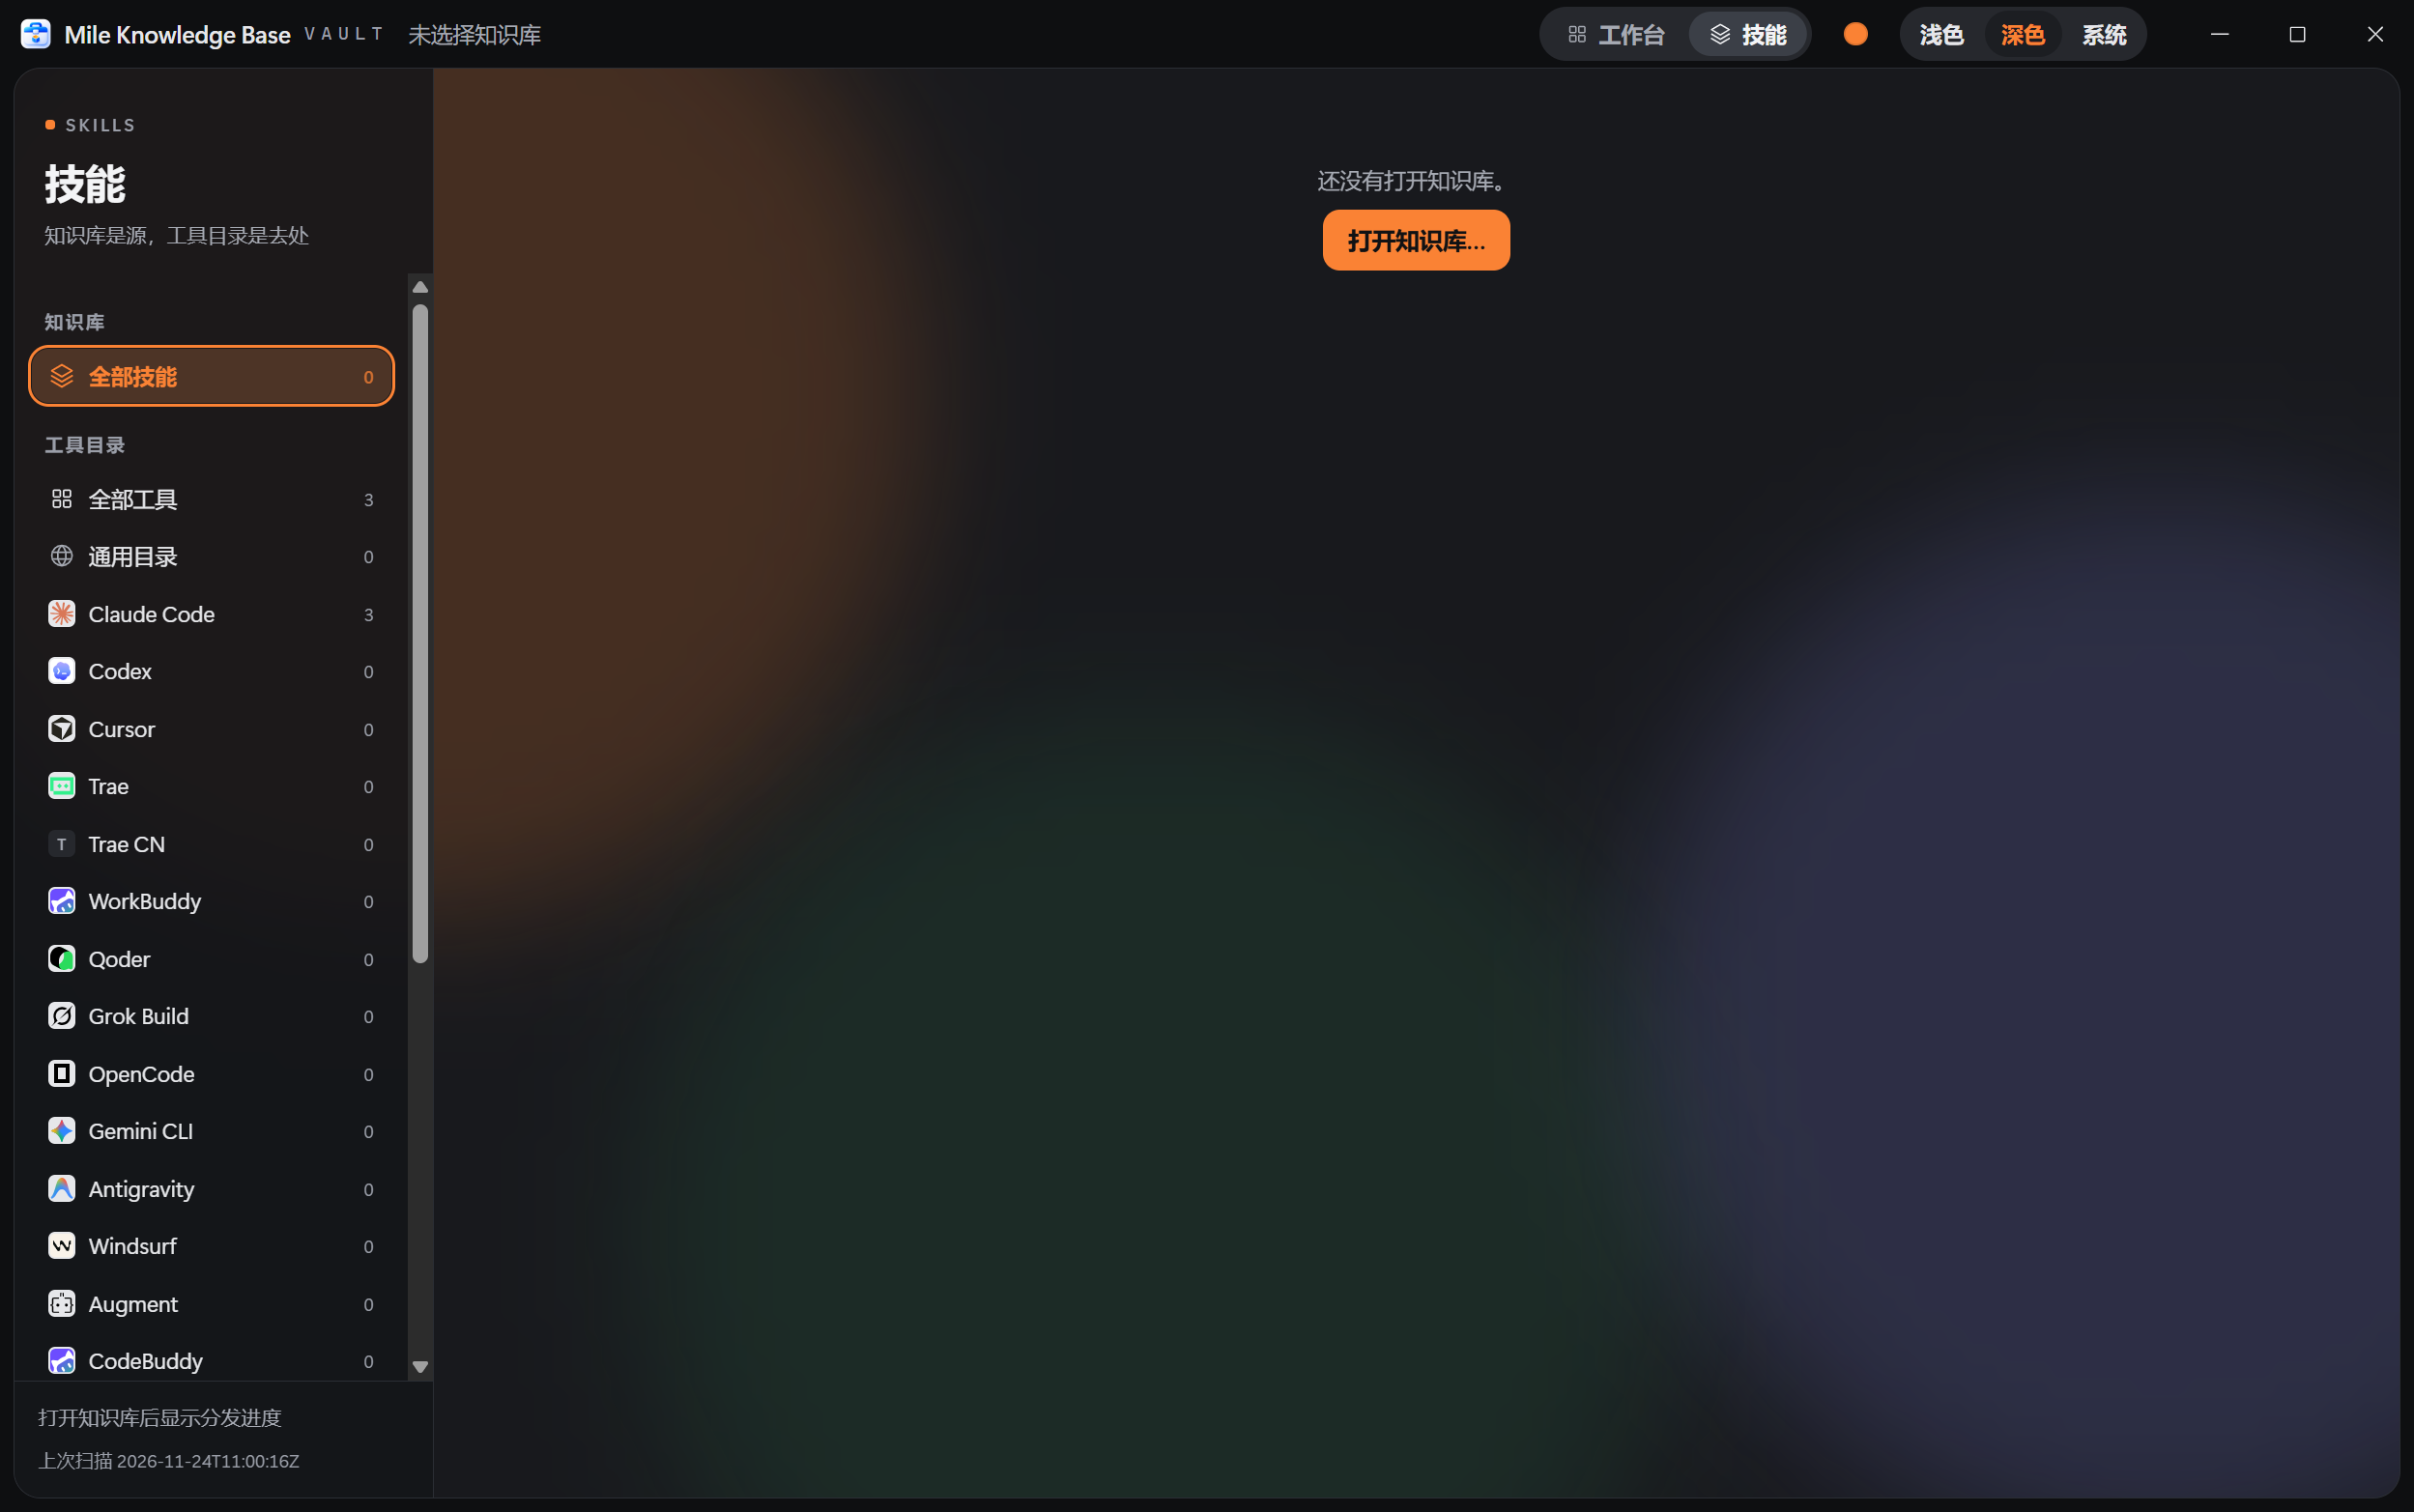 Mile Knowledge Base VAULT 未选择知识库
工作台 技能 浅色 深色 系统
SKILLS
技能
知识库是源，工具目录是去处
知识库
全部技能 0
工具目录
全部工具 3
通用目录 0
Claude Code 3
Codex 0
Cursor 0
Trae 0
T Trae CN 0
WorkBuddy 0
Qoder 0
Grok Build 0
OpenCode 0
Gemini CLI 0
Antigravity 0
Windsurf 0
Augment 0
CodeBuddy 0
打开知识库后显示分发进度
上次扫描 2026-11-24T11:00:16Z
还没有打开知识库。
打开知识库...